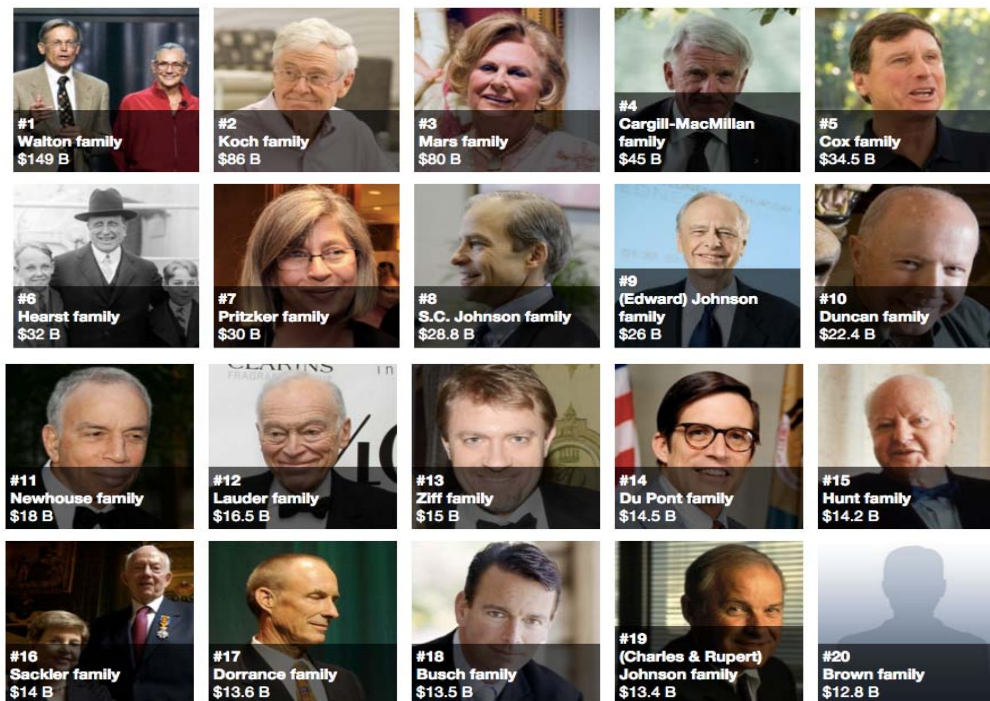 #1
Walton family
$149 B
#2
Koch family
$86 B
#3
Mars family
$80 B
#4
Cargill-MacMillan
family
$45 B
#5
Cox family
$34.5 B
#6
Hearst family
$32 B
#7
Pritzker family
$30 B
#8
S.C. Johnson family
$28.8 B
#9
(Edward) Johnson
family
$26 B
#10
Duncan family
$22.4 B
#11
Newhouse family
$18 B
CLARINS
#12
Lauder family
$16.5 B
#13
Ziff family
$15 B
#14
Du Pont family
$14.5 B
#15
Hunt family
$14.2 B
#16
Sackler family
$14 B
#17
Dorrance family
$13.6 B
#18
Busch family
$13.5 B
#19
(Charles & Rupert)
Johnson family
$13.4 B
#20
Brown family
$12.8 B